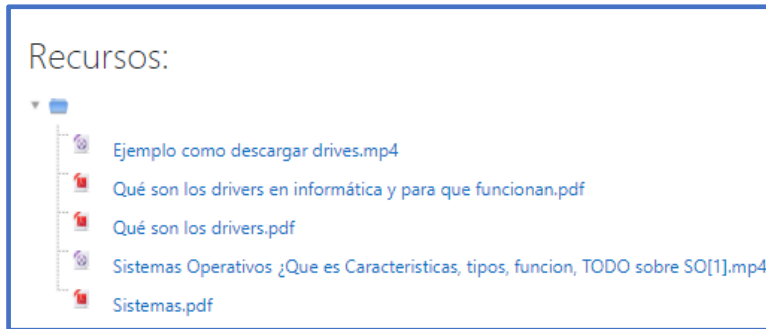 Recursos:
Ejemplo como descargar drives.mp4
Qué son los drivers en informática y para que funcionan.pdf
Qué son los drivers.pdf
Sistemas Operativos ¿Que es Caracteristicas, tipos, funcion, TODO sobre SO[1].mp4
Sistemas.pdf